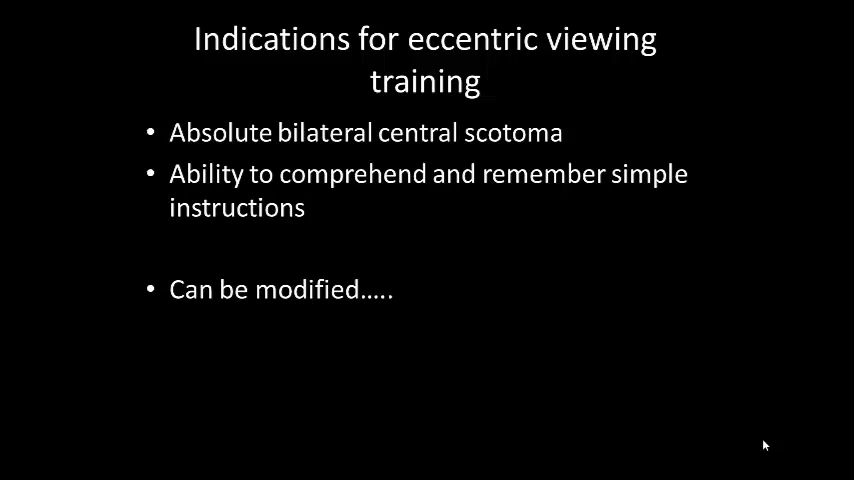 Indications for eccentric viewing
training
• Absolute bilateral central scotoma
• Ability to comprehend and remember simple
instructions
• Can be modified…..